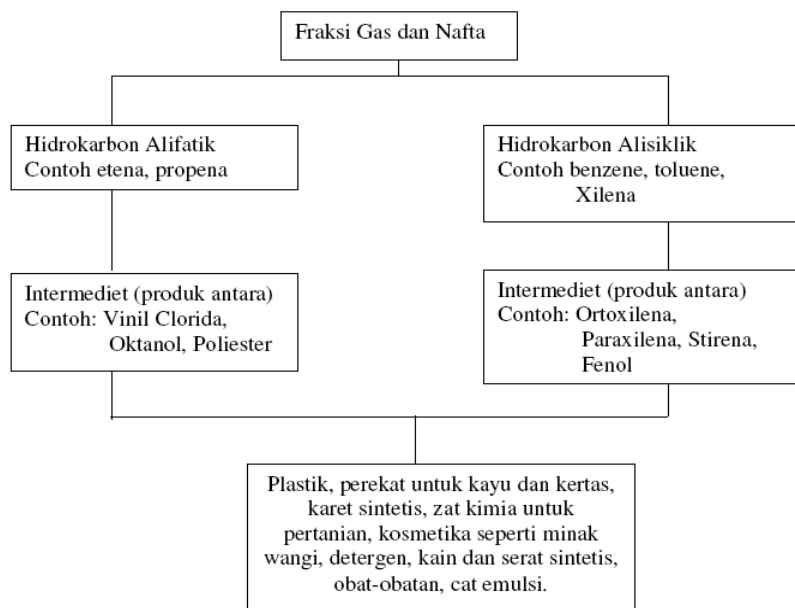 Fraksi Gas dan Nafta
Hidrokarbon Alifatik
Contoh etena, propena
Hidrokarbon Alisiklik
Contoh benzene, toluene,
Xilena
Intermediet (produk antara)
Contoh: Vinil Clorida,
Oktanol, Poliester
Intermediet (produk antara)
Contoh: Ortoxilena,
Paraxilena, Stirena,
Fenol
Plastik, perekat untuk kayu dan kertas,
karet sintetis, zat kimia untuk
pertanian, kosmetika seperti minak
wangi, detergen, kain dan serat sintetis,
obat-obatan, cat emulsi.